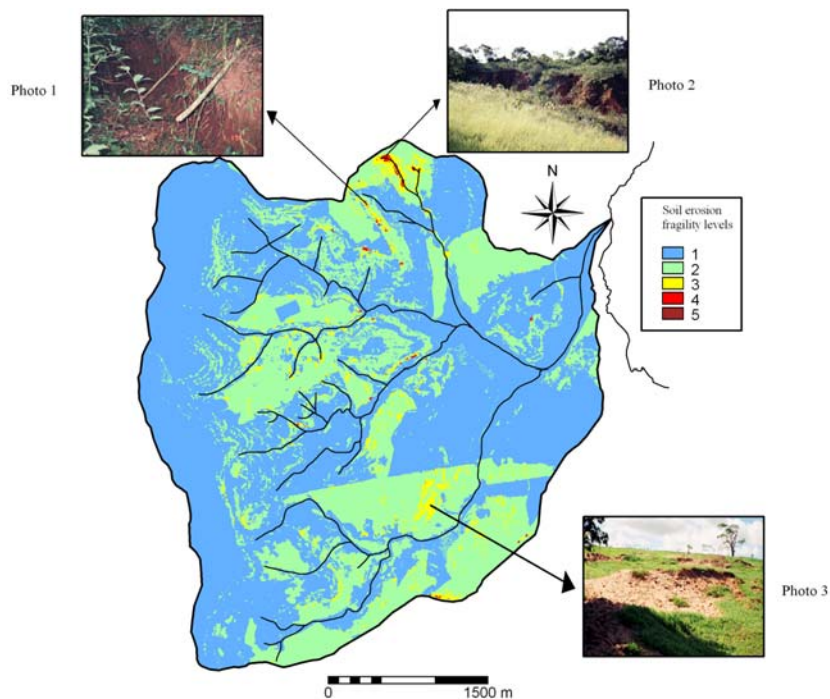 Photo 1
Photo 2
N
Soil erosion
fragility levels
1
2
3
4
5
Photo 3
0 1500 m